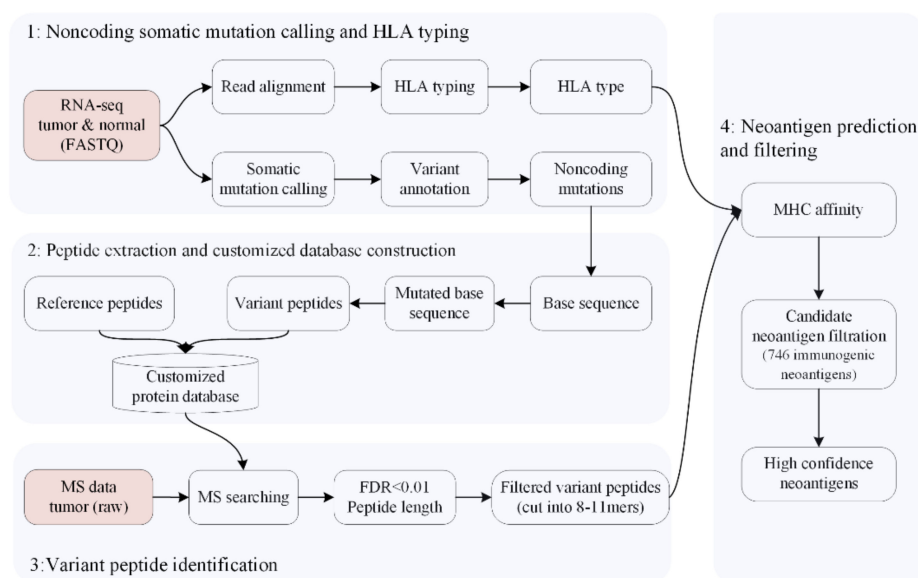 1: Noncoding somatic mutation calling and HLA typing
RNA-seq
tumor & normal
(FASTQ)
Read alignment
HLA typing
HLA type
Somatic
mutation calling
Variant
annotation
Noncoding
mutations
2: Peptide extraction and customized database construction
Reference peptides
Variant peptides
Mutated base
sequence
Base sequence
Customized
protein database
MS data
tumor (raw)
MS searching
FDR<0.01
Peptide length
Filtered variant peptides
(cut into 8-11mers)
3:Variant peptide identification
4: Neoantigen prediction
and filtering
MHC affinity
Candidate
neoantigen filtration
(746 immunogenic
neoantigens)
High confidence
neoantigens